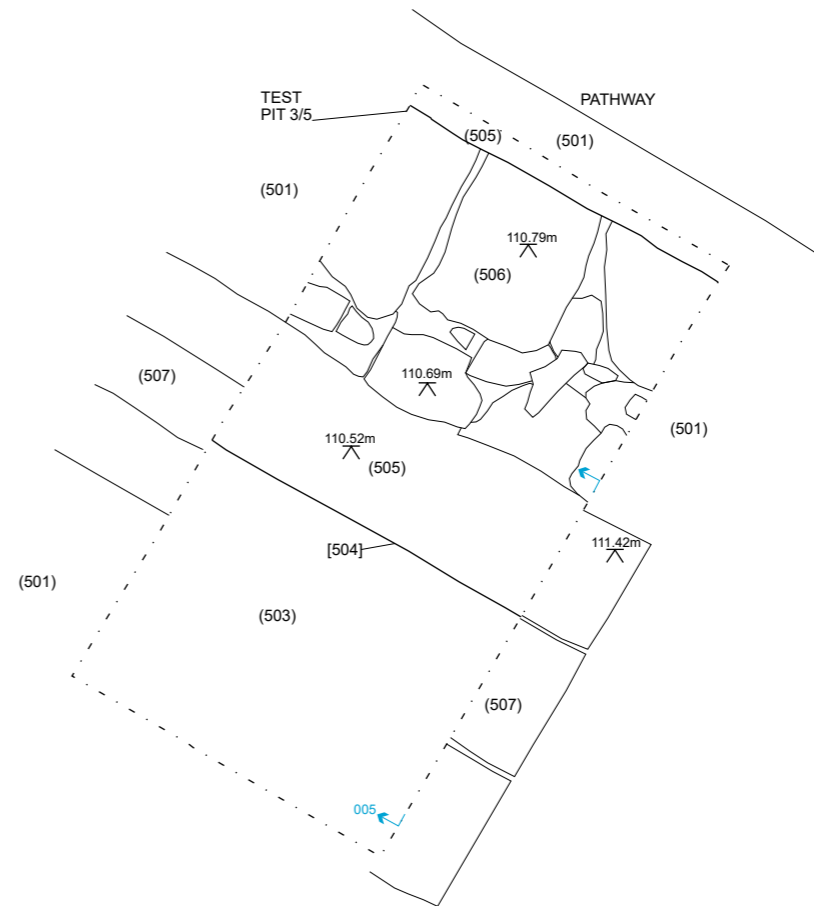 TEST
PIT 3/5
PATHWAY
(505)
(501)
(501)
110.79m
(506)
(507)
110.69m
(501)
110.52m
(505)
[504]
111.42m
(501)
(503)
(507)
005